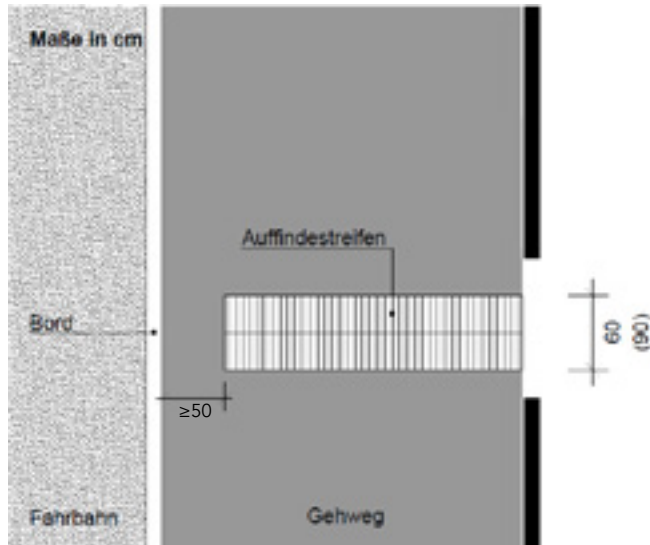 Maße in cm
Auffindestreifen
Bord
60
(90)
≥50
Fahrbahn
Gehweg